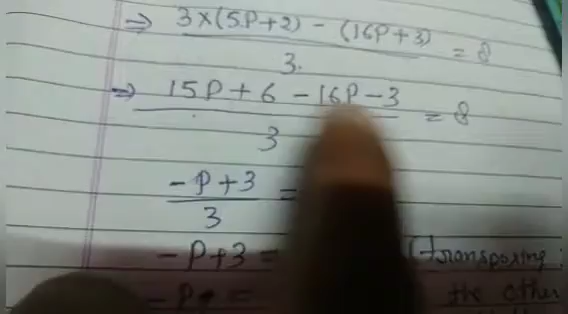 ⇒ 3×(5P+2) - (16P+3) / 3. = 8
⇒ 15P+6 -16P-3 / 3 = 8
-P+3 / 3 =
-P+3 = (transposing
-P = the other